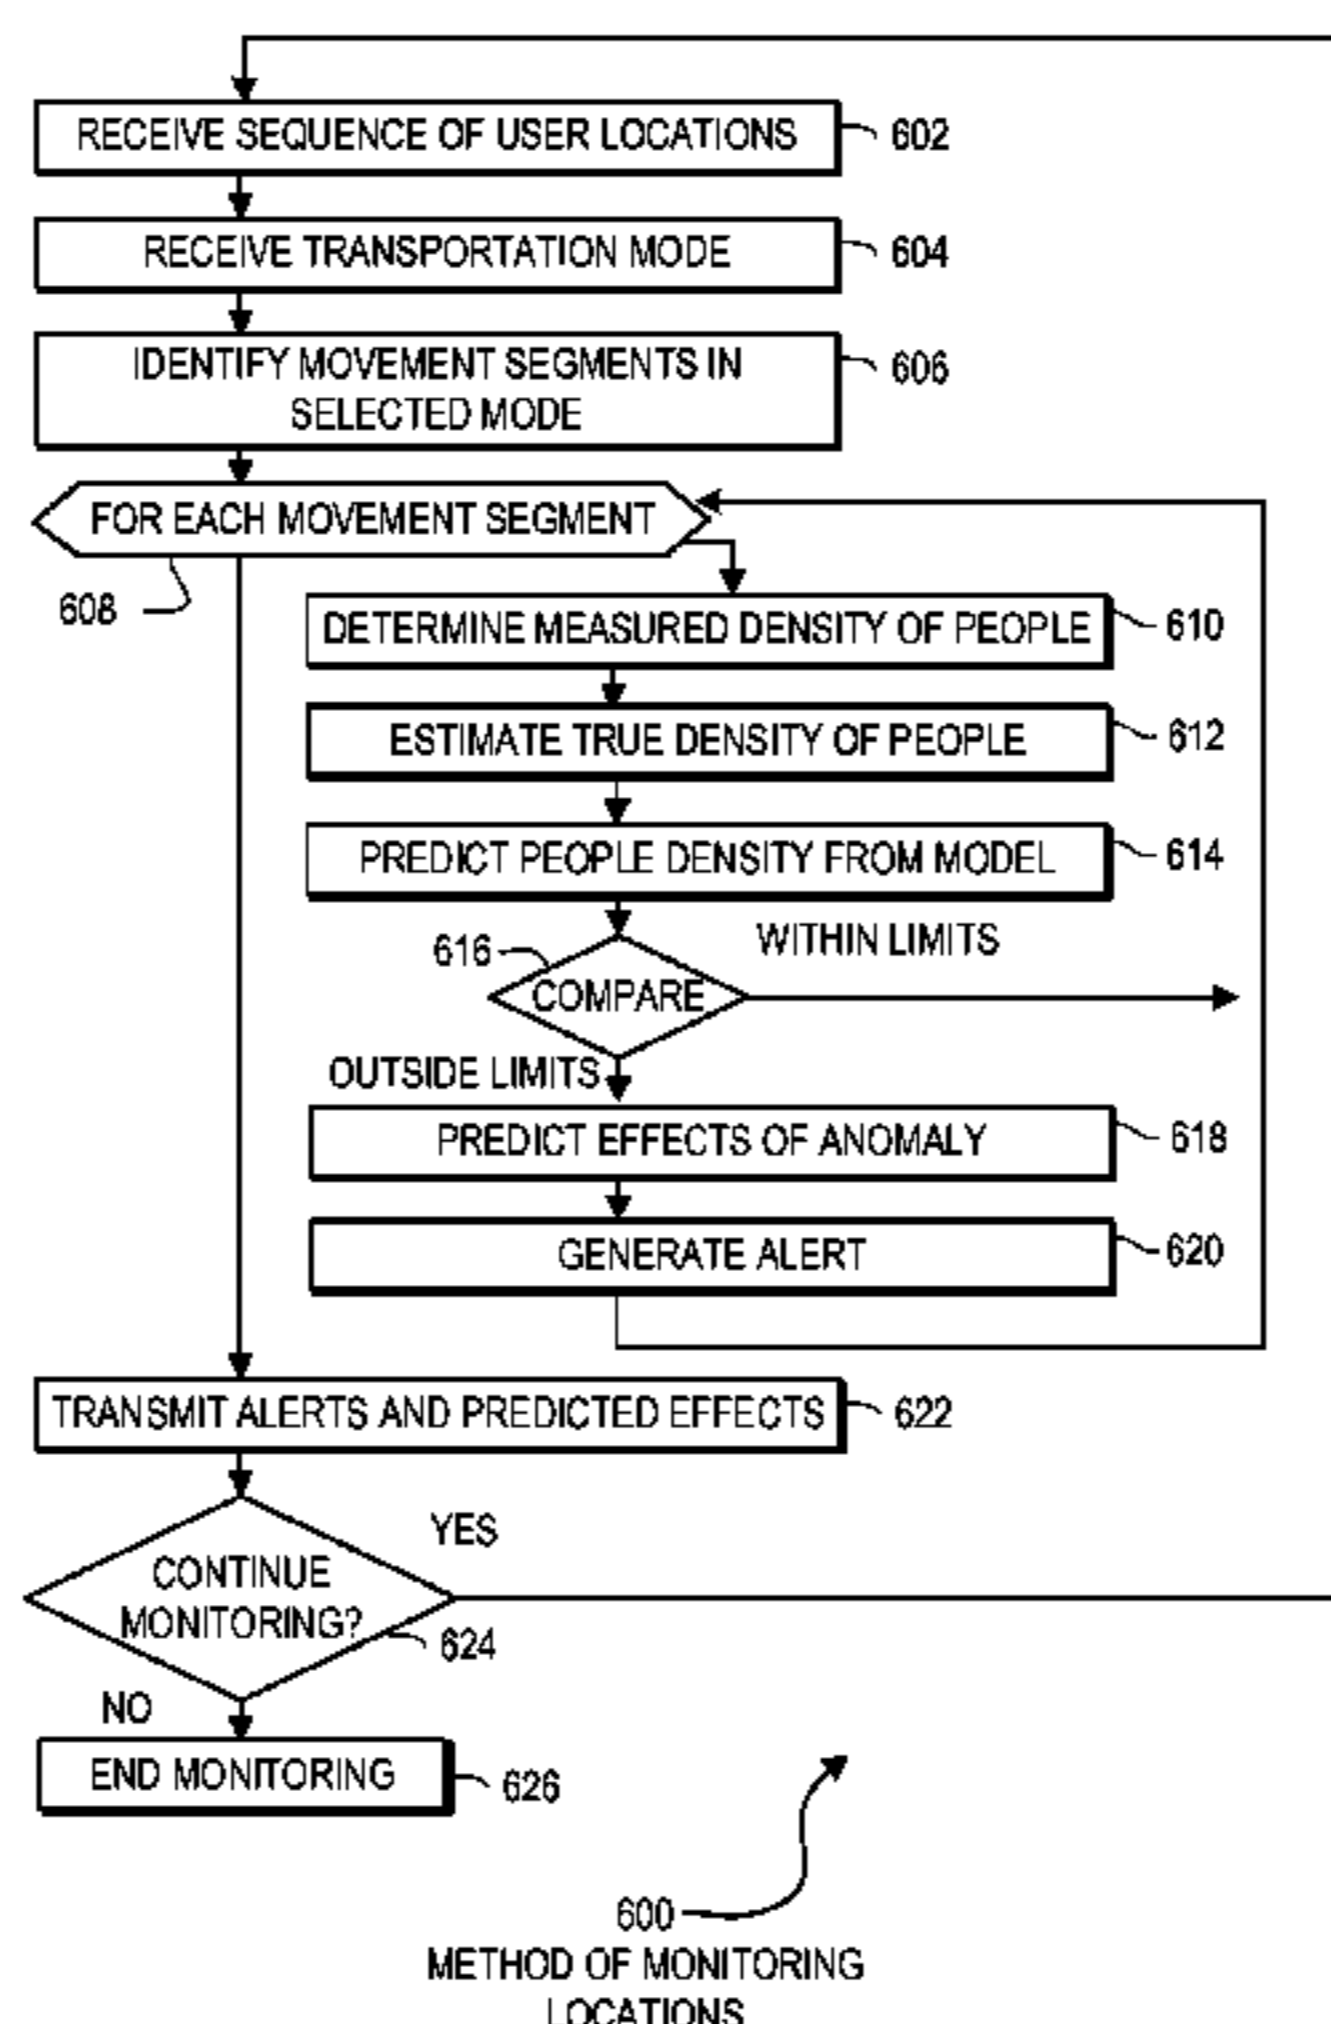 RECEIVE SEQUENCE OF USER LOCATIONS
602
RECEIVE TRANSPORTATION MODE
604
IDENTIFY MOVEMENT SEGMENTS IN
SELECTED MODE
606
FOR EACH MOVEMENT SEGMENT
608
DETERMINE MEASURED DENSITY OF PEOPLE
610
ESTIMATE TRUE DENSITY OF PEOPLE
612
PREDICT PEOPLE DENSITY FROM MODEL
614
616
WITHIN LIMITS
COMPARE
OUTSIDE LIMITS
PREDICT EFFECTS OF ANOMALY
618
GENERATE ALERT
620
TRANSMIT ALERTS AND PREDICTED EFFECTS
622
YES
CONTINUE
MONITORING?
624
NO
END MONITORING
626
600
METHOD OF MONITORING
LOCATIONS